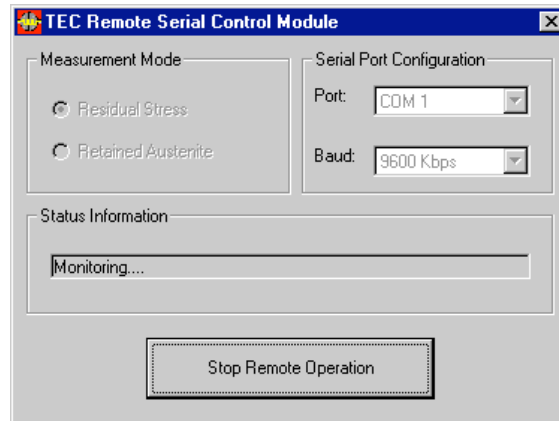 TEC Remote Serial Control Module
Measurement Mode
Residual Stress
Retained Austenite
Serial Port Configuration
Port: COM 1
Baud: 9600 Kbps
Status Information
Monitoring....
Stop Remote Operation